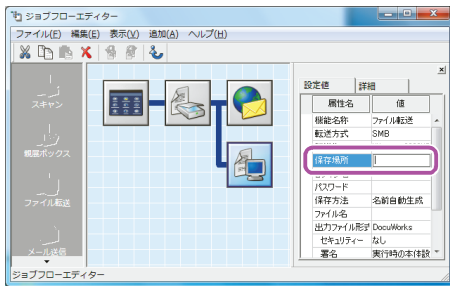 ジョブフローエディター
ファイル(F) 編集(E) 表示(V) 追加(A) ヘルプ(H)
スキャン
親展ボックス
ファイル転送
メール送信
設定値 詳細
属性名 値
機能名称 ファイル転送
転送方式 SMB
保存場所
パスワード
保存方法 名前自動生成
ファイル名
出力ファイル形式 DocuWorks
セキュリティー なし
署名 実行時の本体設
ジョブフローエディター